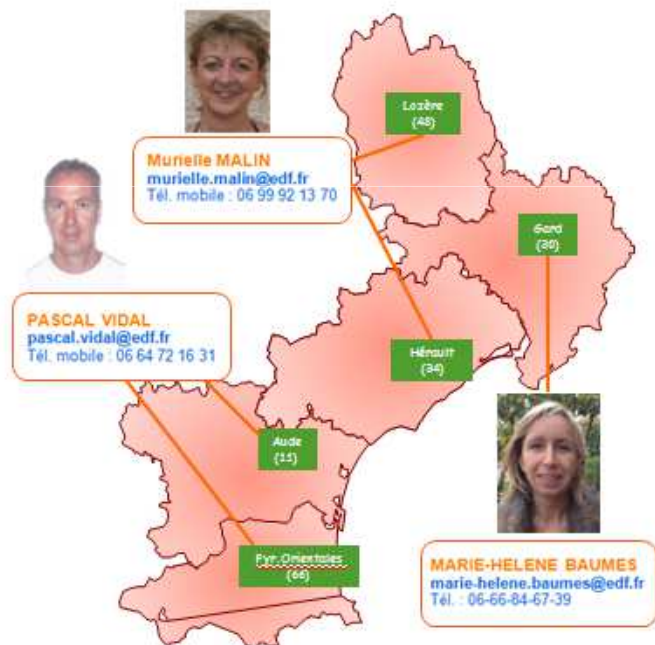 Lozère
(48)
Murielle MALIN
murielle.malin@edf.fr
Tél. mobile : 06 99 92 13 70
Gard
(30)
PASCAL VIDAL
pascal.vidal@edf.fr
Tél. mobile : 06 64 72 16 31
Hérault
(34)
Aude
(11)
Pyr.Orientales
(66)
MARIE-HELENE BAUMES
marie-helene.baumes@edf.fr
Tél. : 06-66-84-67-39